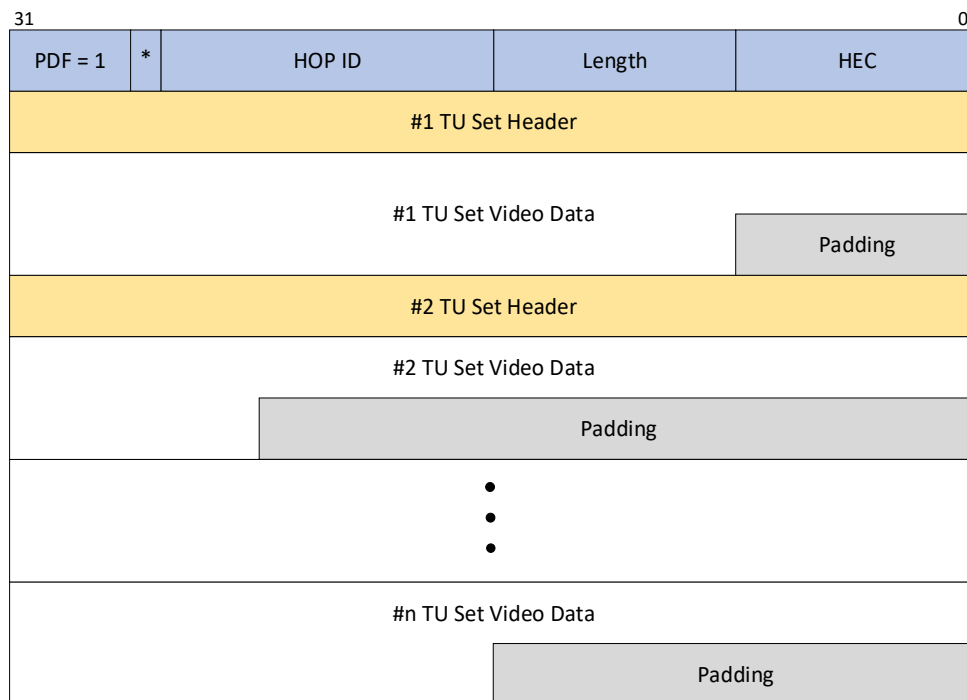 31 0
PDF = 1 * HOP ID Length HEC
#1 TU Set Header
#1 TU Set Video Data
Padding
#2 TU Set Header
#2 TU Set Video Data
Padding
#n TU Set Video Data
Padding